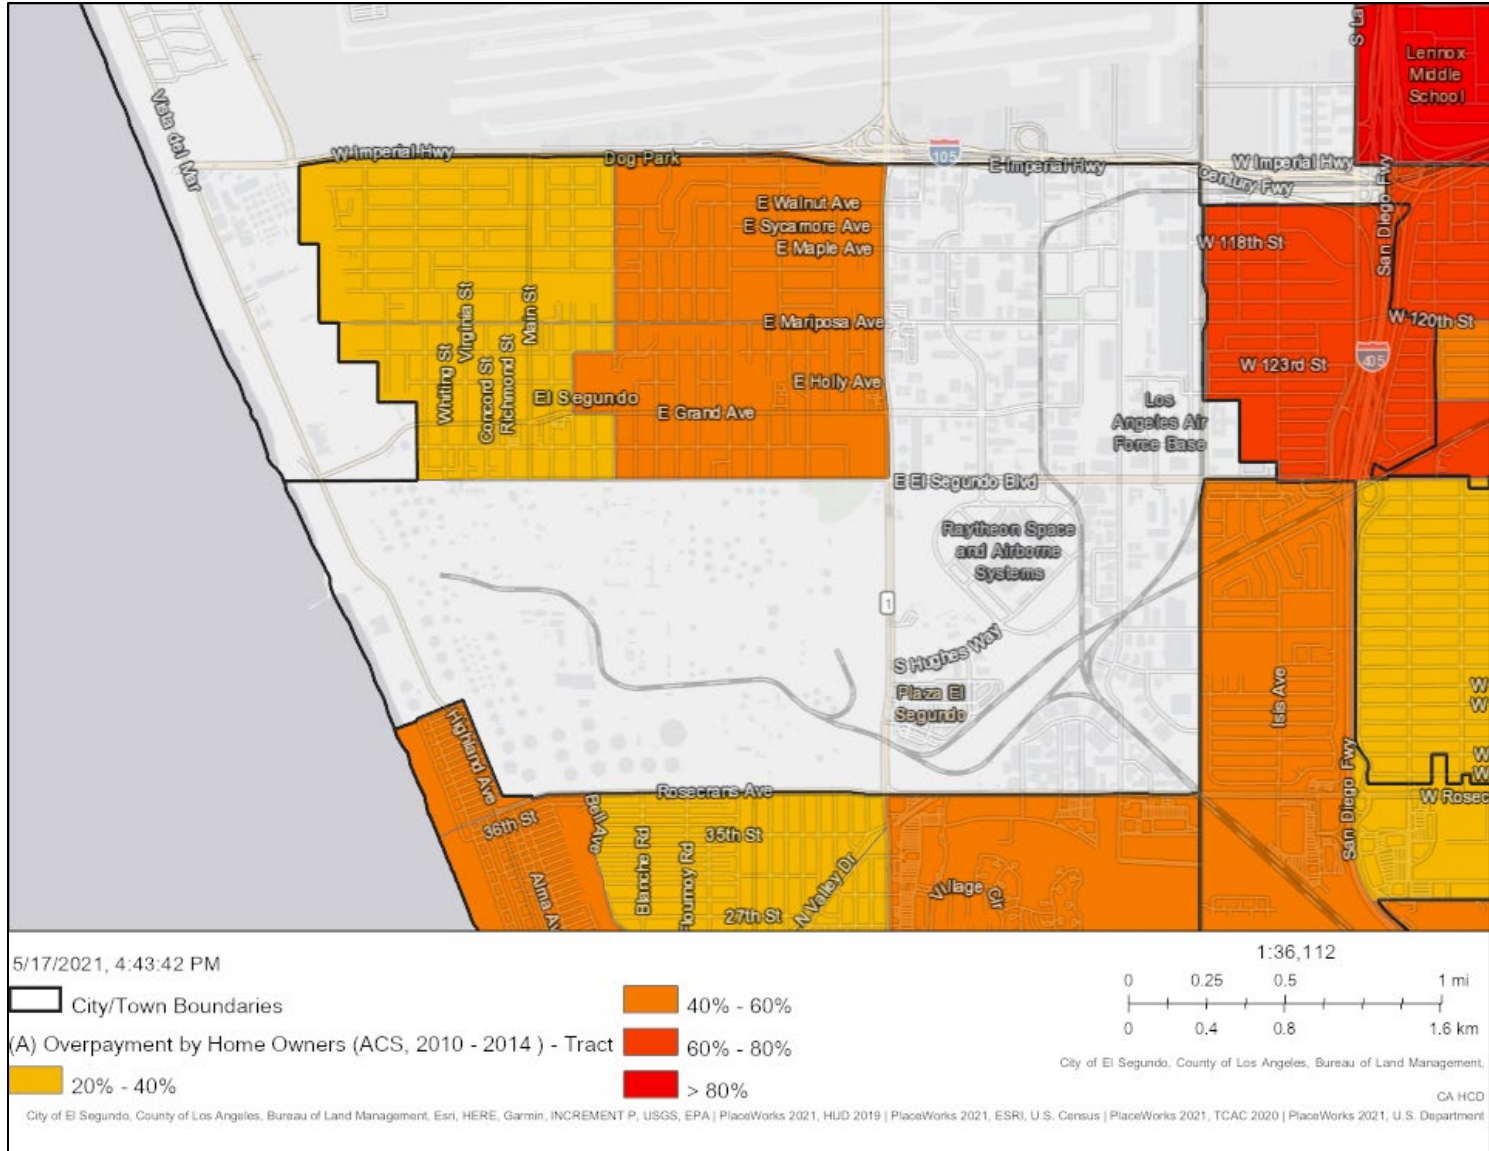 S La
Lennox
Middle
School
Vista del Mar
W Imperial Hwy
Dog Park
105
E Imperial Hwy
W Imperial Hwy
Century Fwy
San Diego Fwy
E Walnut Ave
E Sycamore Ave
E Maple Ave
W 118th St
Virginia St
Main St
E Mariposa Ave
W 120th St
Whiting St
Concord St
Richmond St
405
W 123rd St
E Holly Ave
El Segundo
E Grand Ave
Los
Angeles Air
Force Base
E El Segundo Blvd
Raytheon Space
and Airborne
Systems
1
S Hughes Way
Plaza El
Segundo
Isis Ave
W
W
Highland Ave
San Diego Fwy
W
W
Rosecrans Ave
W Rosec
36th St
Bell Ave
Blanche Rd
Flournoy Rd
35th St
N Valley Dr
Village Cir
Alma Av
27th St
5/17/2021, 4:43:42 PM
City/Town Boundaries
(A) Overpayment by Home Owners (ACS, 2010 - 2014 ) - Tract
20% - 40%
40% - 60%
60% - 80%
> 80%
1:36,112
0 0.25 0.5 1 mi
0 0.4 0.8 1.6 km
City of El Segundo, County of Los Angeles, Bureau of Land Management,
CA HCD
City of El Segundo, County of Los Angeles, Bureau of Land Management, Esri, HERE, Garmin, INCREMENT P, USGS, EPA | PlaceWorks 2021, HUD 2019 | PlaceWorks 2021, ESRI, U.S. Census | PlaceWorks 2021, TCAC 2020 | PlaceWorks 2021, U.S. Department